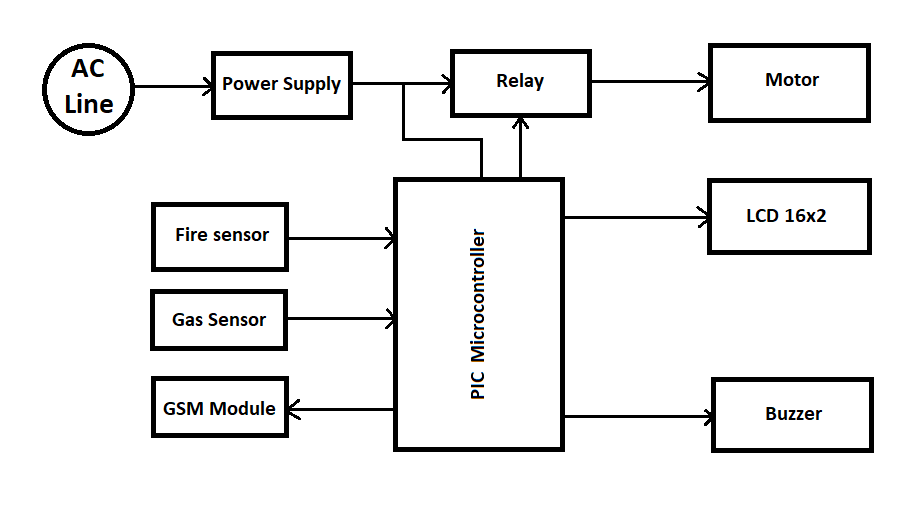 AC
Line
Power Supply
Relay
Motor
Fire sensor
Gas Sensor
GSM Module
PIC Microcontroller
LCD 16x2
Buzzer